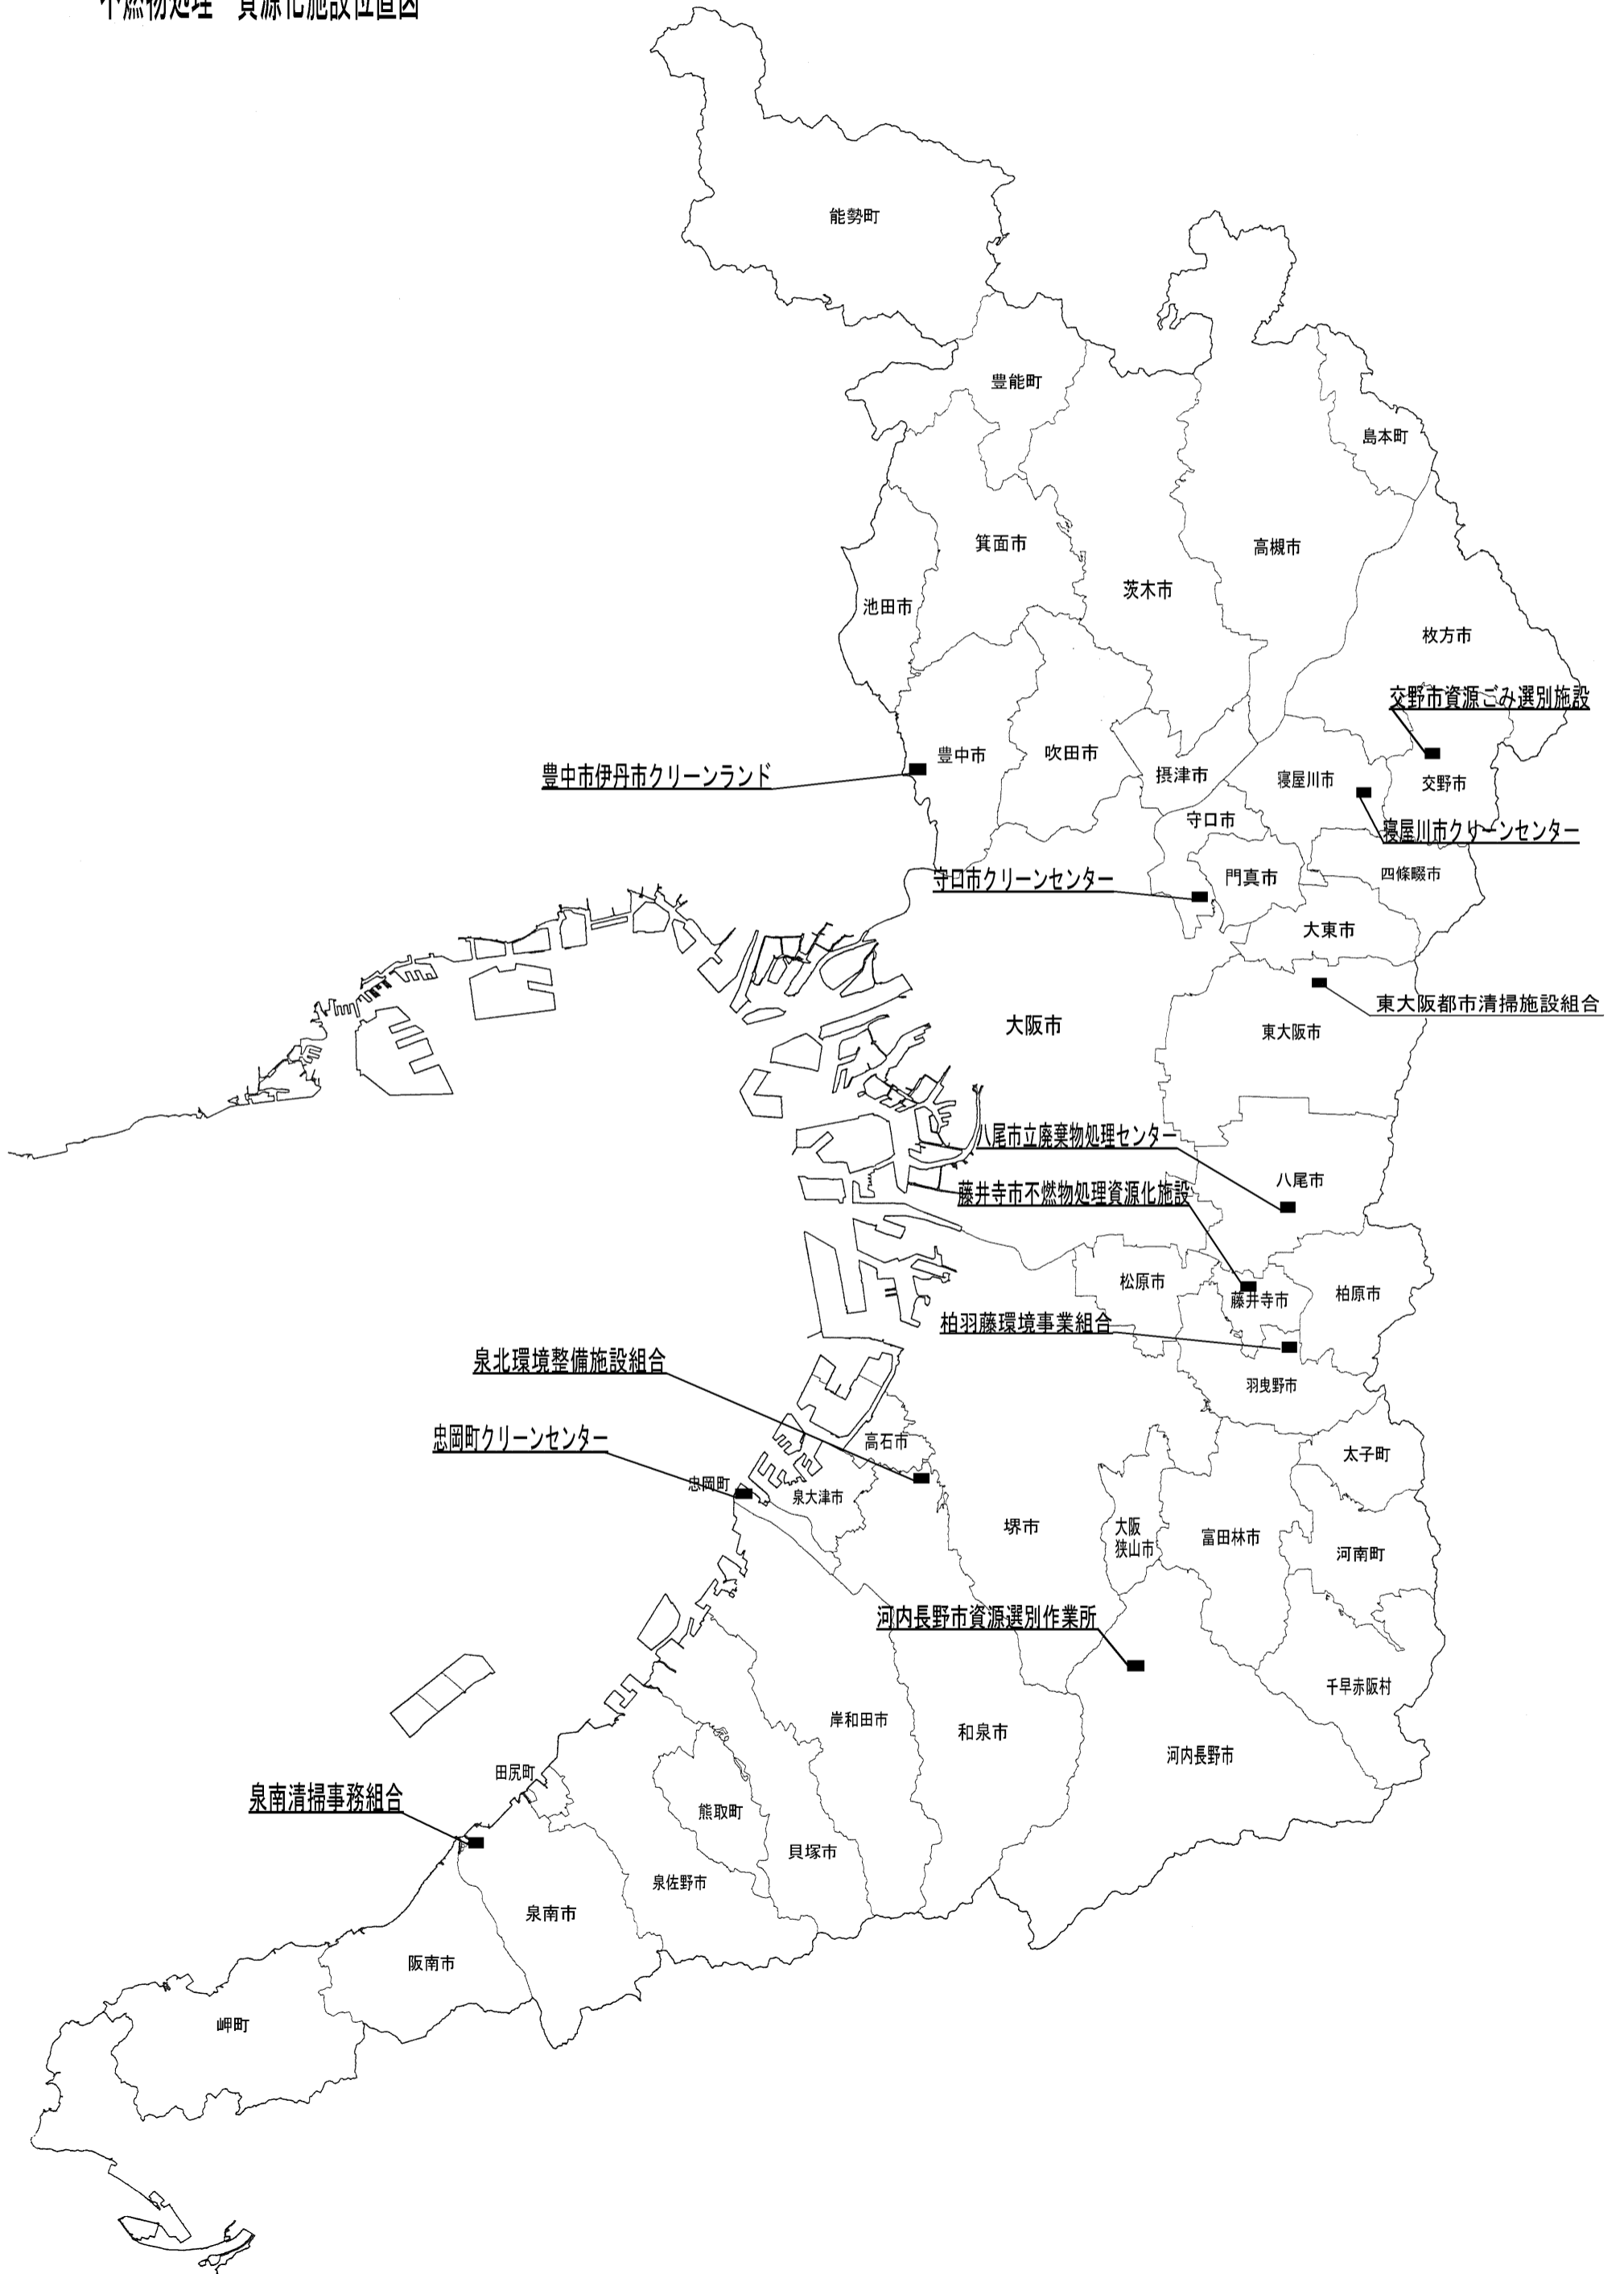 不燃物処理 資源化施設位置図
能勢町
豊能町
島本町
箕面市
高槻市
茨木市
池田市
枚方市
交野市資源ごみ選別施設
豊中市
吹田市
摂津市
寝屋川市
交野市
豊中市伊丹市クリーンランド
守口市
寝屋川市クリーンセンター
守口市クリーンセンター
門真市
四條畷市
大東市
東大阪都市清掃施設組合
大阪市
東大阪市
八尾市立廃棄物処理センター
八尾市
藤井寺市不燃物処理資源化施設
松原市
藤井寺市
柏原市
柏羽藤環境事業組合
泉北環境整備施設組合
羽曳野市
忠岡町クリーンセンター
高石市
太子町
忠岡町
泉大津市
堺市
大阪
狭山市
富田林市
河南町
河内長野市資源選別作業所
千早赤阪村
岸和田市
和泉市
河内長野市
田尻町
泉南清掃事務組合
熊取町
貝塚市
泉佐野市
泉南市
阪南市
岬町